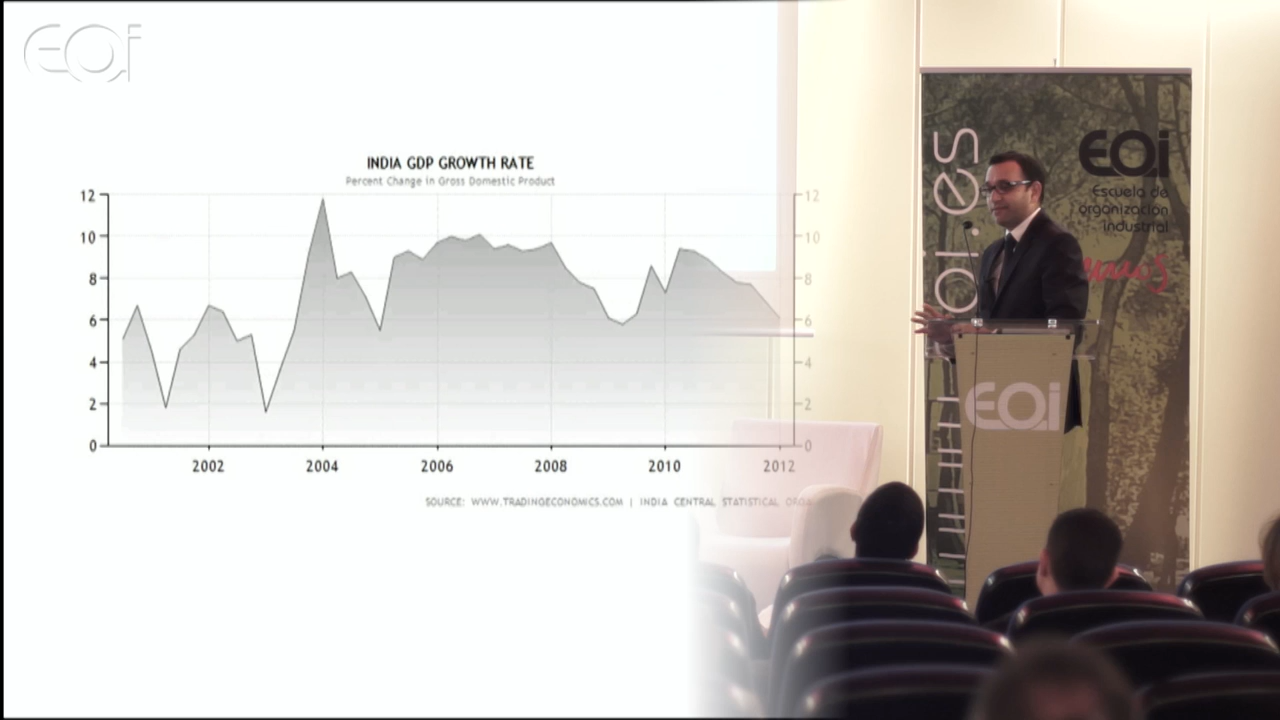 EOi
INDIA GDP GROWTH RATE
Percent Change in Gross Domestic Product
12
10
8
6
4
2
0
12
10
8
6
4
2
0
2002
2004
2006
2008
2010
2012
SOURCE: WWW.TRADINGECONOMICS.COM | INDIA CENTRAL STATISTICAL
eoi.es
EOi
Escuela de
organización
industrial
EOi